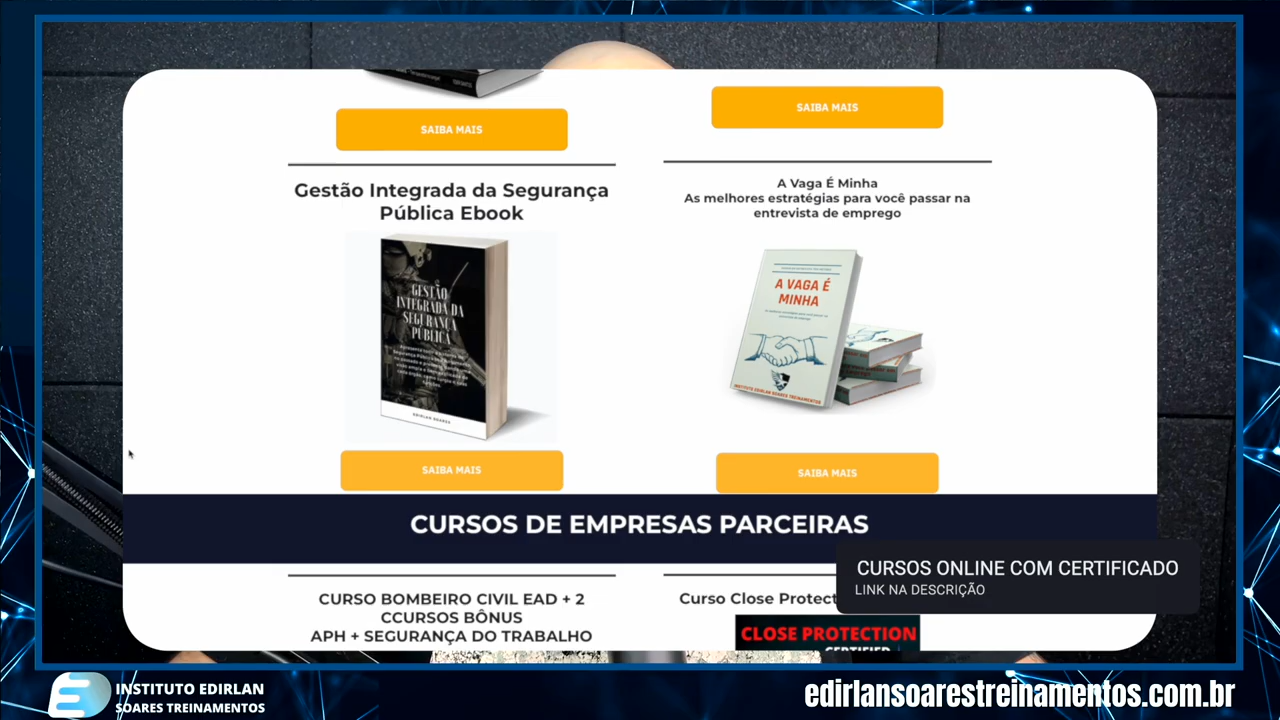 SAIBA MAIS
SAIBA MAIS
Gestão Integrada da Segurança
Pública Ebook
GESTÃO
INTEGRADA DA
SEGURANÇA
PÚBLICA
EDIRLAN SOARES
SAIBA MAIS
A Vaga É Minha
As melhores estratégias para você passar na
entrevista de emprego
A VAGA É
MINHA
INSTITUTO EDIRLAN SOARES TREINAMENTOS
SAIBA MAIS
CURSOS DE EMPRESAS PARCEIRAS
CURSO BOMBEIRO CIVIL EAD + 2
CCURSOS BÔNUS
APH + SEGURANÇA DO TRABALHO
Curso Close Protect
CLOSE PROTECTION
CERTIFIED
CURSOS ONLINE COM CERTIFICADO
LINK NA DESCRIÇÃO
INSTITUTO EDIRLAN
SOARES TREINAMENTOS
edirlansoarestreinamentos.com.br